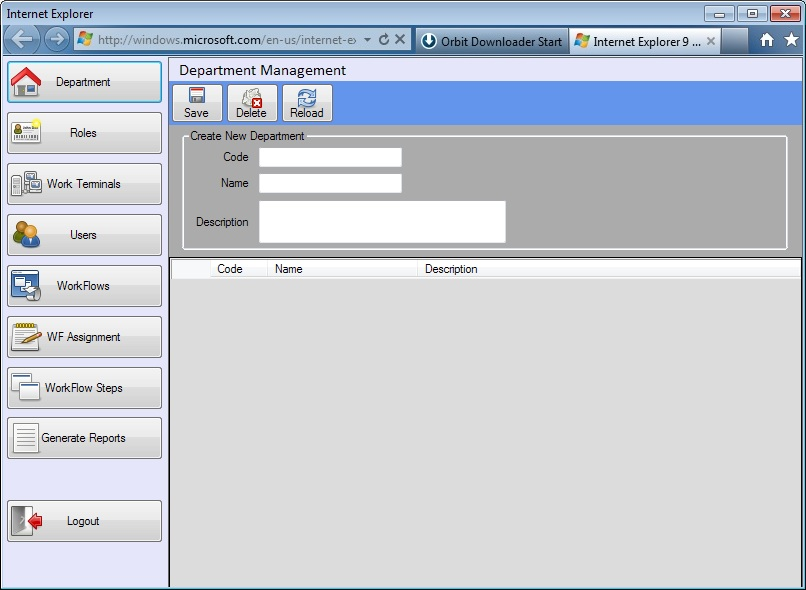 Internet Explorer
http://windows.microsoft.com/en-us/internet-ex
Orbit Downloader Start
Internet Explorer 9 ...
Department
Roles
Work Terminals
Users
WorkFlows
WF Assignment
WorkFlow Steps
Generate Reports
Logout
Department Management
Save
Delete
Reload
Create New Department
Code
Name
Description
Code Name Description